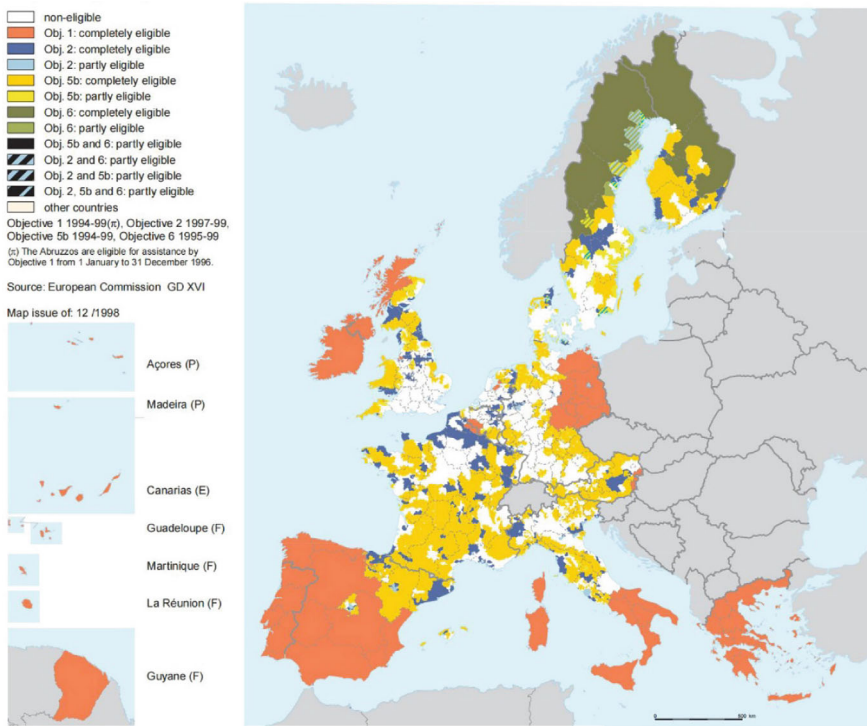 non-eligible
Obj. 1: completely eligible
Obj. 2: completely eligible
Obj. 2: partly eligible
Obj. 5b: completely eligible
Obj. 5b: partly eligible
Obj. 6: completely eligible
Obj. 6: partly eligible
Obj. 5b and 6: partly eligible
Obj. 2 and 6: partly eligible
Obj. 2 and 5b: partly eligible
Obj. 2, 5b and 6: partly eligible
other countries
Objective 1 1994-99(π), Objective 2 1997-99,
Objective 5b 1994-99, Objective 6 1995-99
(π) The Abruzzos are eligible for assistance by
Objective 1 from 1 January to 31 December 1996.
Source: European Commission GD XVI
Map issue of: 12 /1998
Açores (P)
Madeira (P)
Canarias (E)
Guadeloupe (F)
Martinique (F)
La Réunion (F)
Guyane (F)
0 600 km